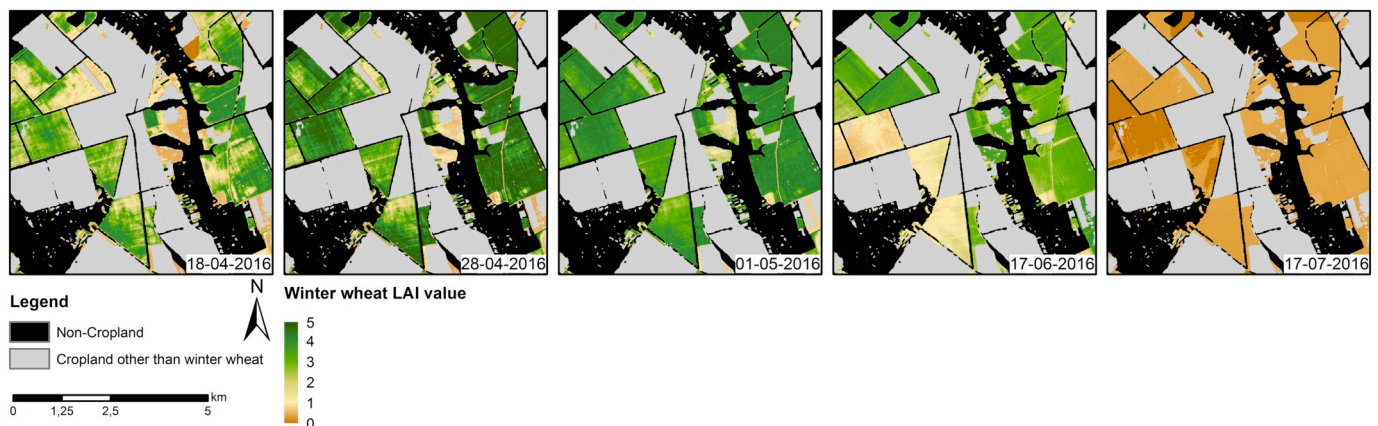 18-04-2016
28-04-2016
01-05-2016
17-06-2016
17-07-2016
Legend
Non-Cropland
Cropland other than winter wheat
N
0 1,25 2,5 5 km
Winter wheat LAI value
5
4
3
2
1
0